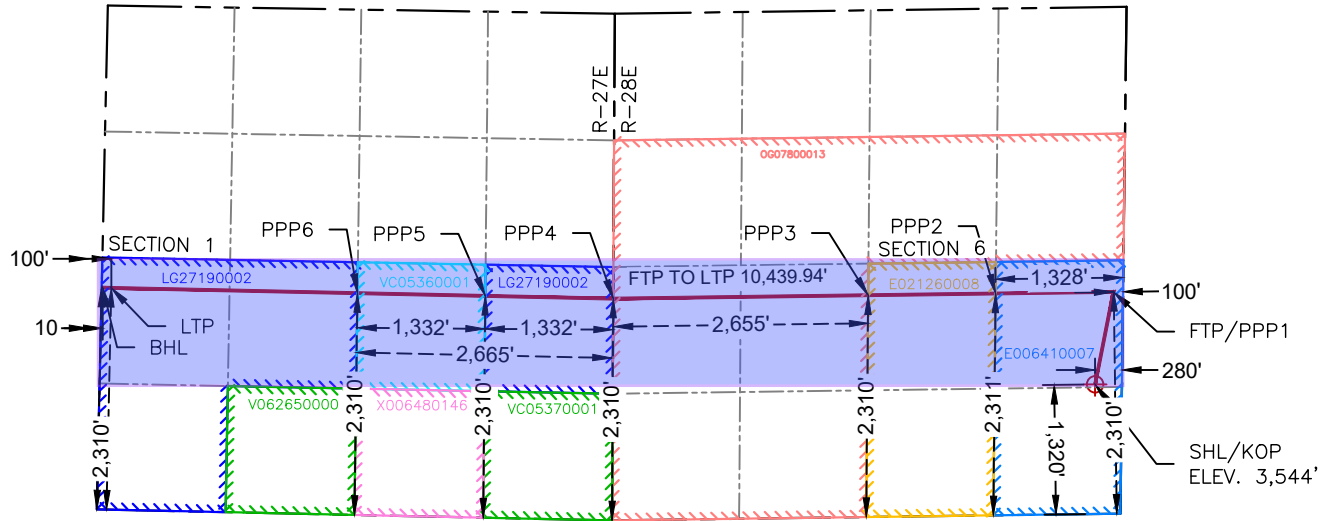 R-27E
R-28E
OG07800013
PPP6
PPP5
PPP4
PPP3
PPP2
SECTION 1
SECTION 6
100'
LG27190002
VC05360001
LG27190002
FTP TO LTP 10,439.94'
E021260008
1,328'
100'
10
LTP
BHL
1,332'
1,332'
2,655'
2,665'
FTP/PPP1
E006410007
280'
V062650000
X006480146
VC05370001
2,310'
2,310'
2,310'
2,310'
2,310'
2,311'
1,320'
2,310'
SHL/KOP
ELEV. 3,544'